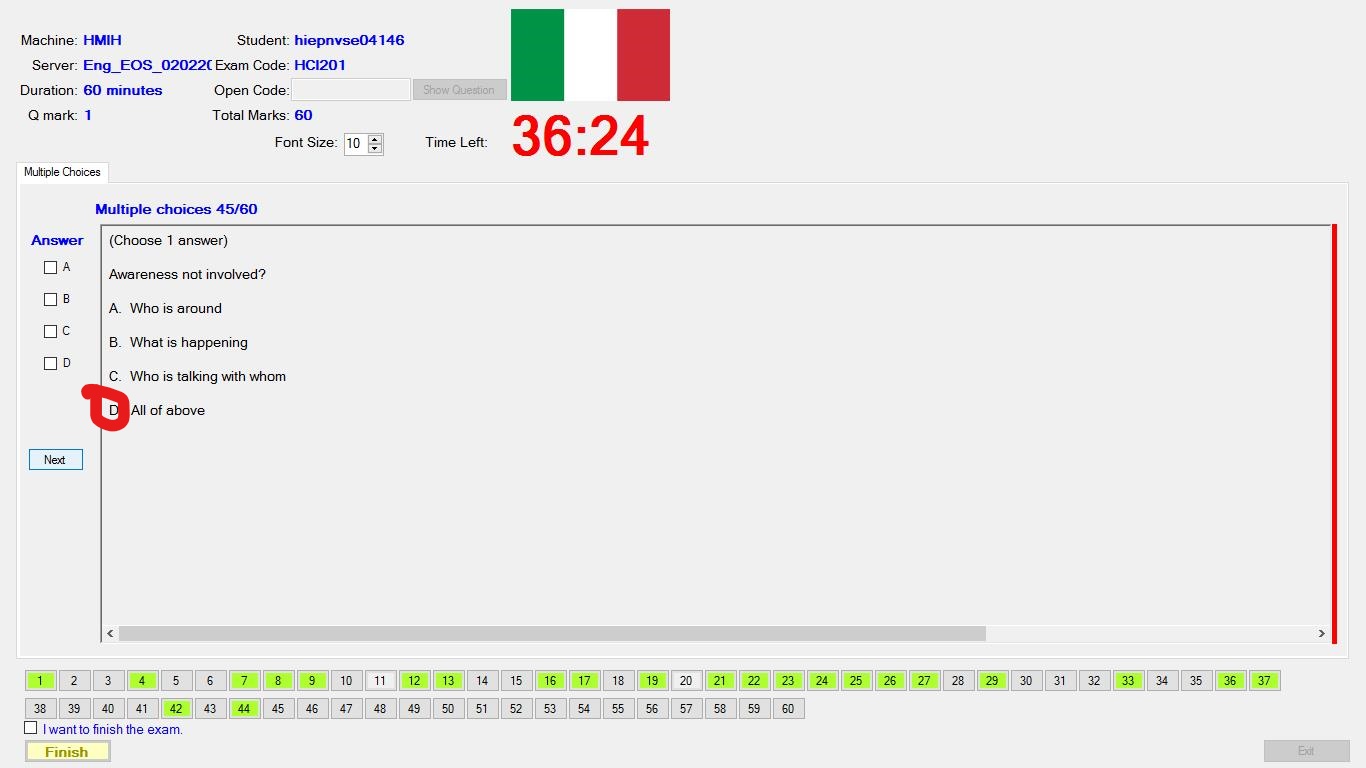 Machine: HMIH Student: hiepnvse04146
Server: Eng_EOS_020220 Exam Code: HCI201
Duration: 60 minutes Open Code: Show Question
Q mark: 1 Total Marks: 60
Font Size: 10 Time Left: 36:24
Multiple Choices
Multiple choices 45/60
Answer
(Choose 1 answer)
A
Awareness not involved?
B
A. Who is around
C
B. What is happening
D
C. Who is talking with whom
D. All of above
Next
1 2 3 4 5 6 7 8 9 10 11 12 13 14 15 16 17 18 19 20 21 22 23 24 25 26 27 28 29 30 31 32 33 34 35 36 37
38 39 40 41 42 43 44 45 46 47 48 49 50 51 52 53 54 55 56 57 58 59 60
I want to finish the exam.
Finish Exit